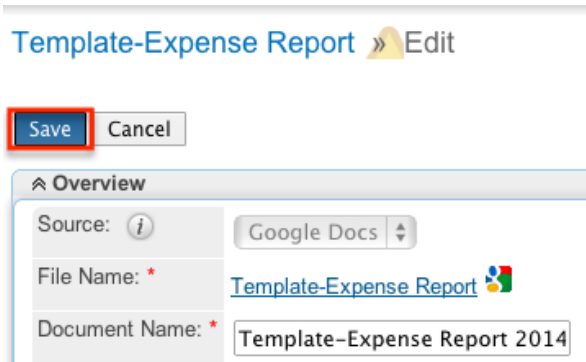 Template-Expense Report » Edit
Save Cancel
Overview
Source: i Google Docs
File Name: * Template-Expense Report
Document Name: * Template-Expense Report 2014